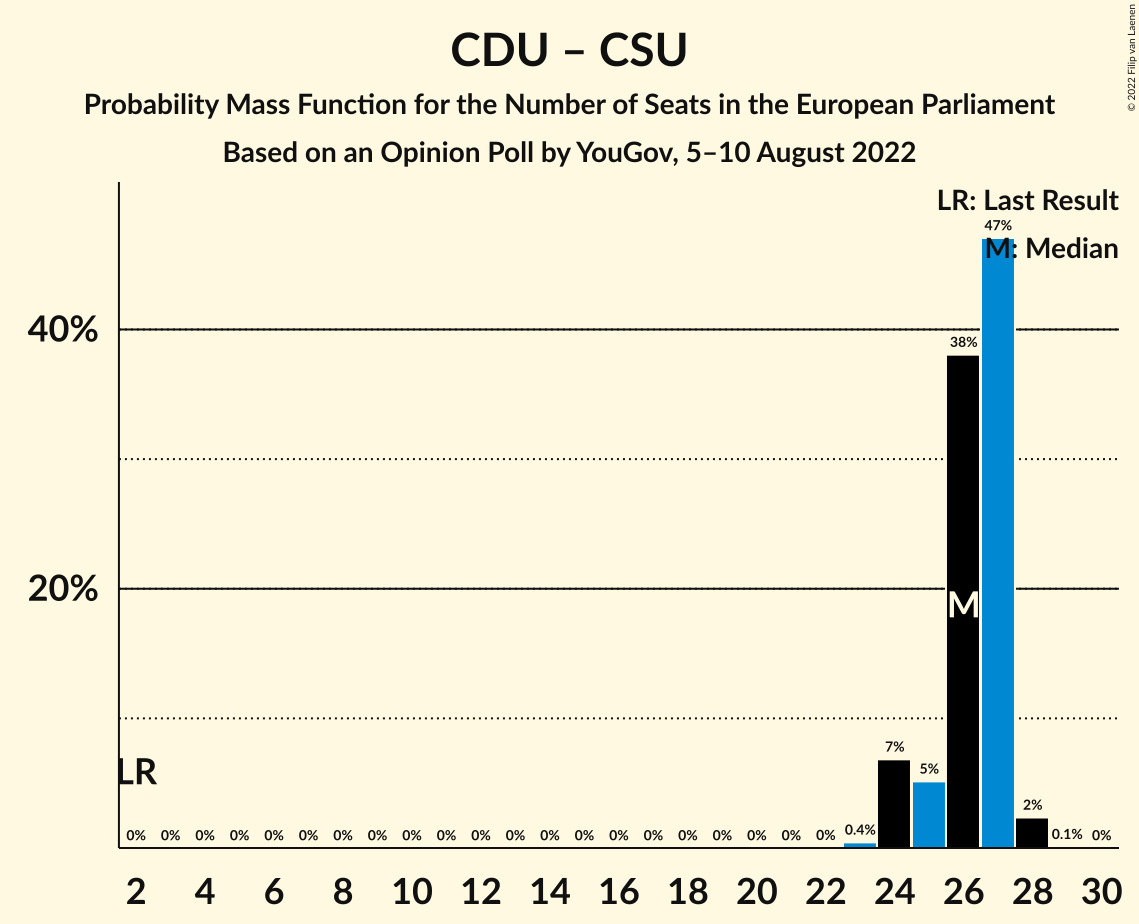 CDU – CSU
Probability Mass Function for the Number of Seats in the European Parliament
Based on an Opinion Poll by YouGov, 5–10 August 2022
© 2022 Filip van Laenen
LR: Last Result
M: Median
47%
40%
38%
20%
M
LR
7%
5%
2%
0% 0% 0% 0% 0% 0% 0% 0% 0% 0% 0% 0% 0% 0% 0% 0% 0% 0% 0% 0% 0% 0.4% 0.1% 0%
2 4 6 8 10 12 14 16 18 20 22 24 26 28 30